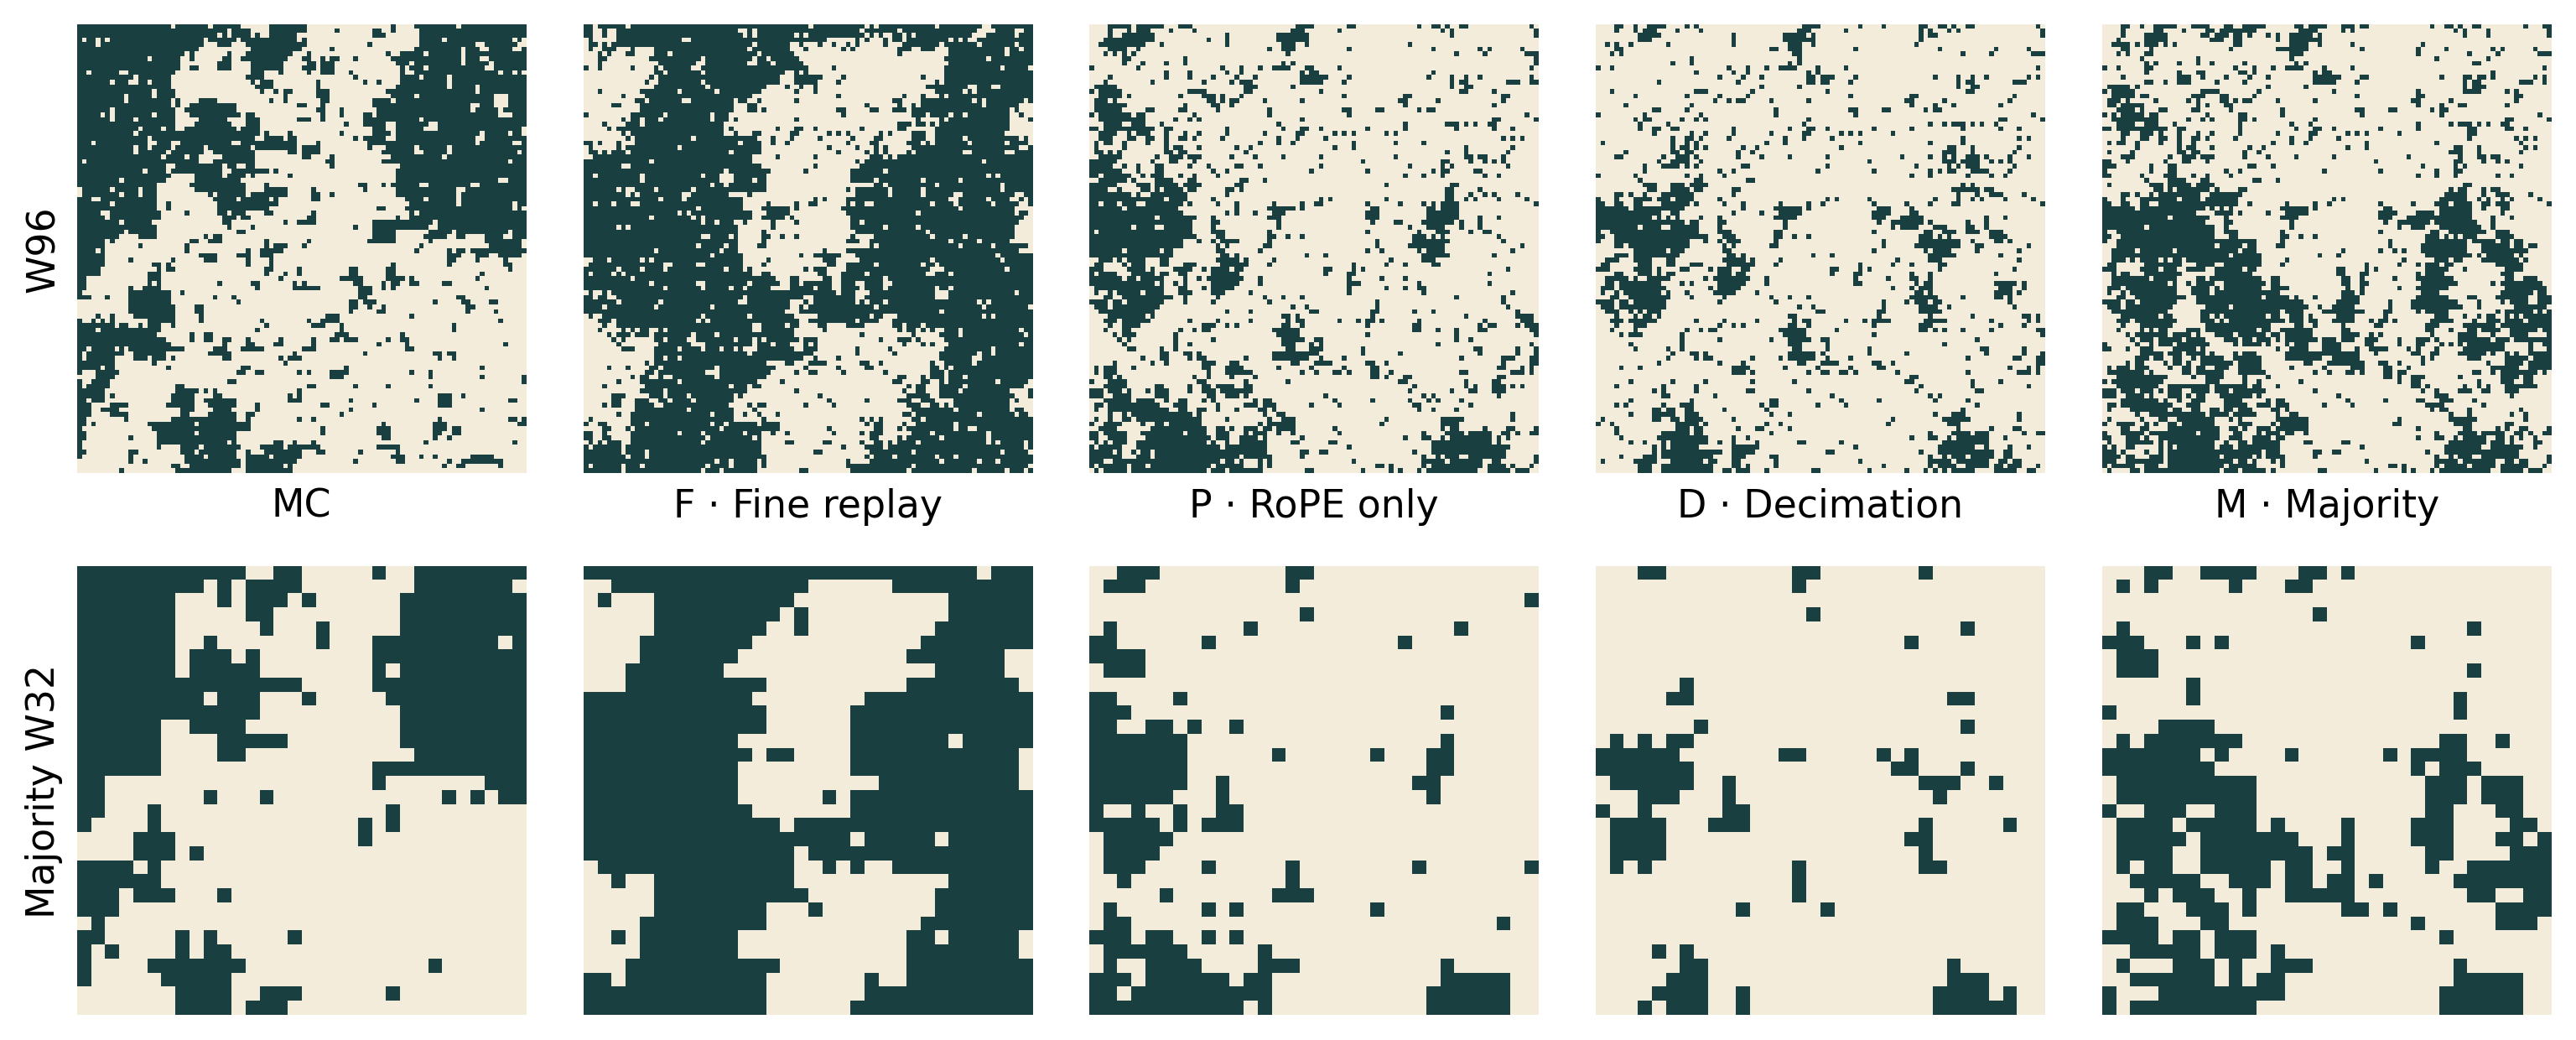 W96
MC
F · Fine replay
P · RoPE only
D · Decimation
M · Majority
Majority W32